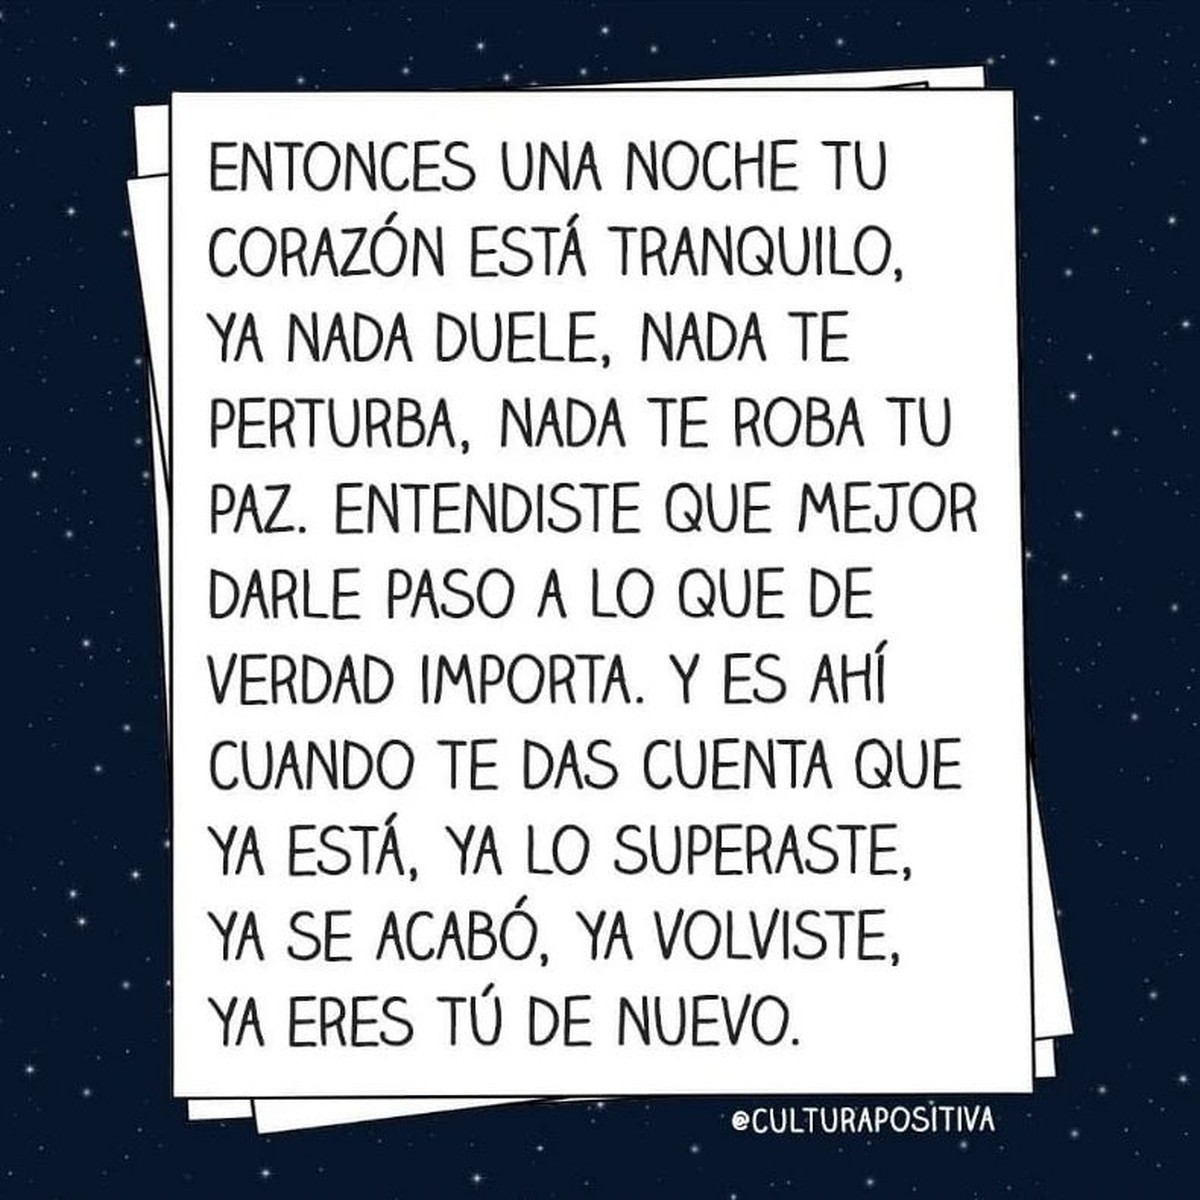 ENTONCES UNA NOCHE TU
CORAZÓN ESTÁ TRANQUILO,
YA NADA DUELE, NADA TE
PERTURBA, NADA TE ROBA TU
PAZ. ENTENDISTE QUE MEJOR
DARLE PASO A LO QUE DE
VERDAD IMPORTA. Y ES AHÍ
CUANDO TE DAS CUENTA QUE
YA ESTÁ, YA LO SUPERASTE,
YA SE ACABÓ, YA VOLVISTE,
YA ERES TÚ DE NUEVO.
@CULTURAPOSITIVA